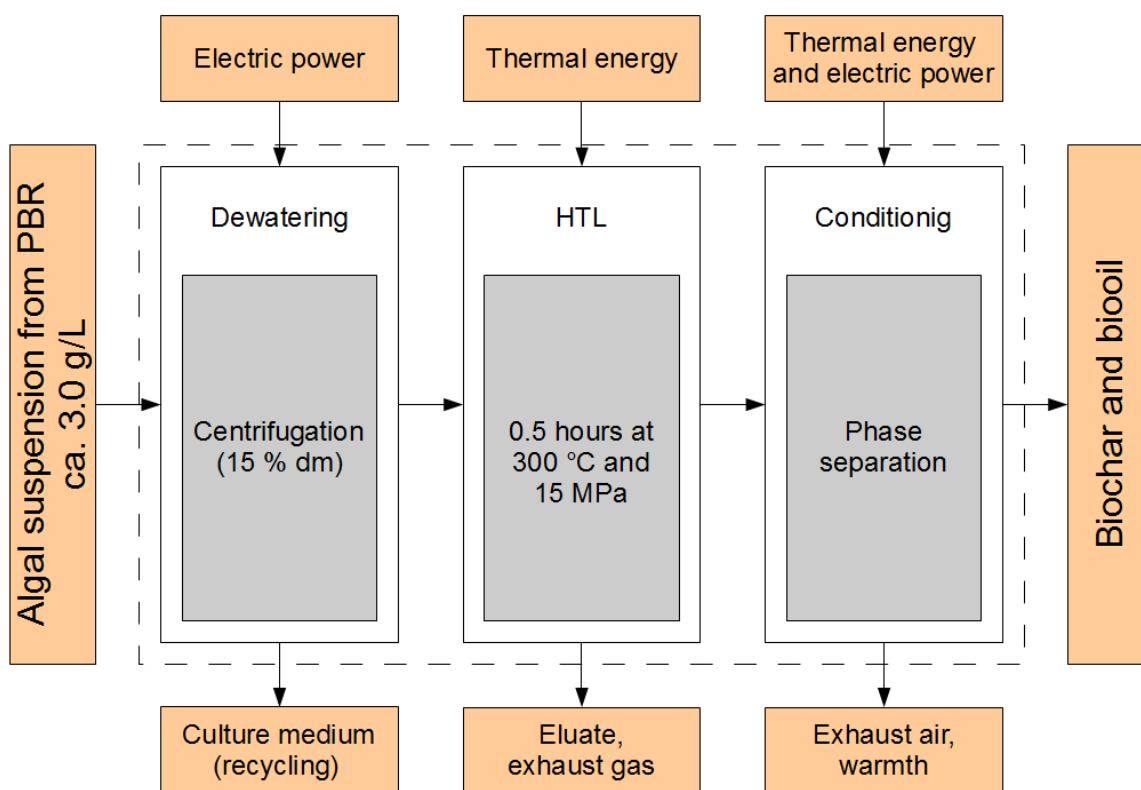 Electric power
Thermal energy
Thermal energy
and electric power
Algal suspension from PBR
ca. 3.0 g/L
Dewatering
Centrifugation
(15 % dm)
HTL
0.5 hours at
300 °C and
15 MPa
Conditionig
Phase
separation
Biochar and biooil
Culture medium
(recycling)
Eluate,
exhaust gas
Exhaust air,
warmth